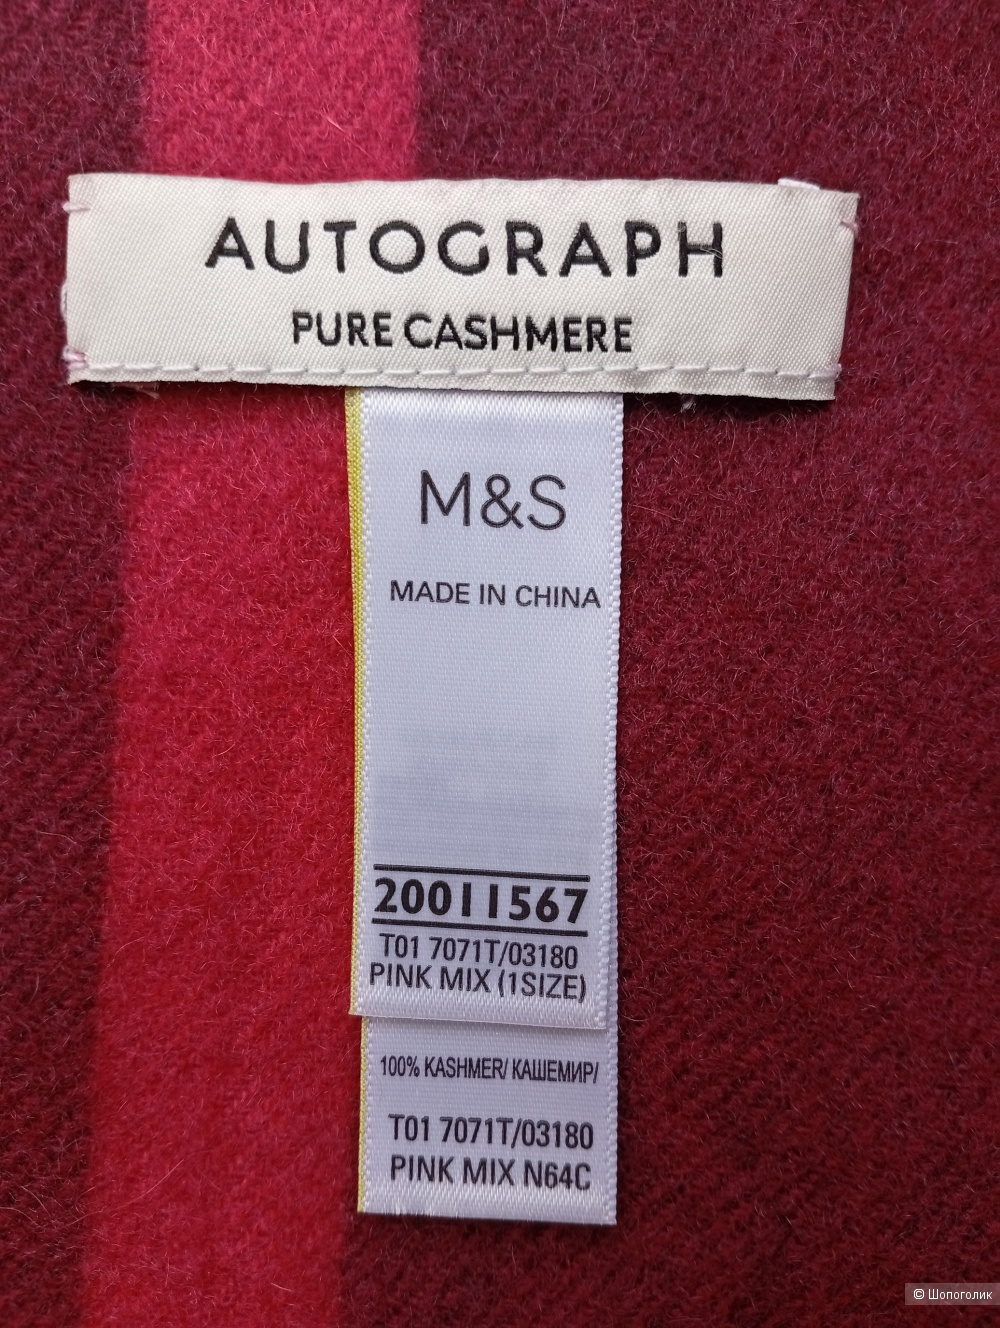 AUTOGRAPH
PURE CASHMERE
M&S
MADE IN CHINA
20011567
T01 7071T/03180
PINK MIX (1SIZE)
100% KASHMER/ КАШЕМИР/
T01 7071T/03180
PINK MIX N64C
© Шопоголик